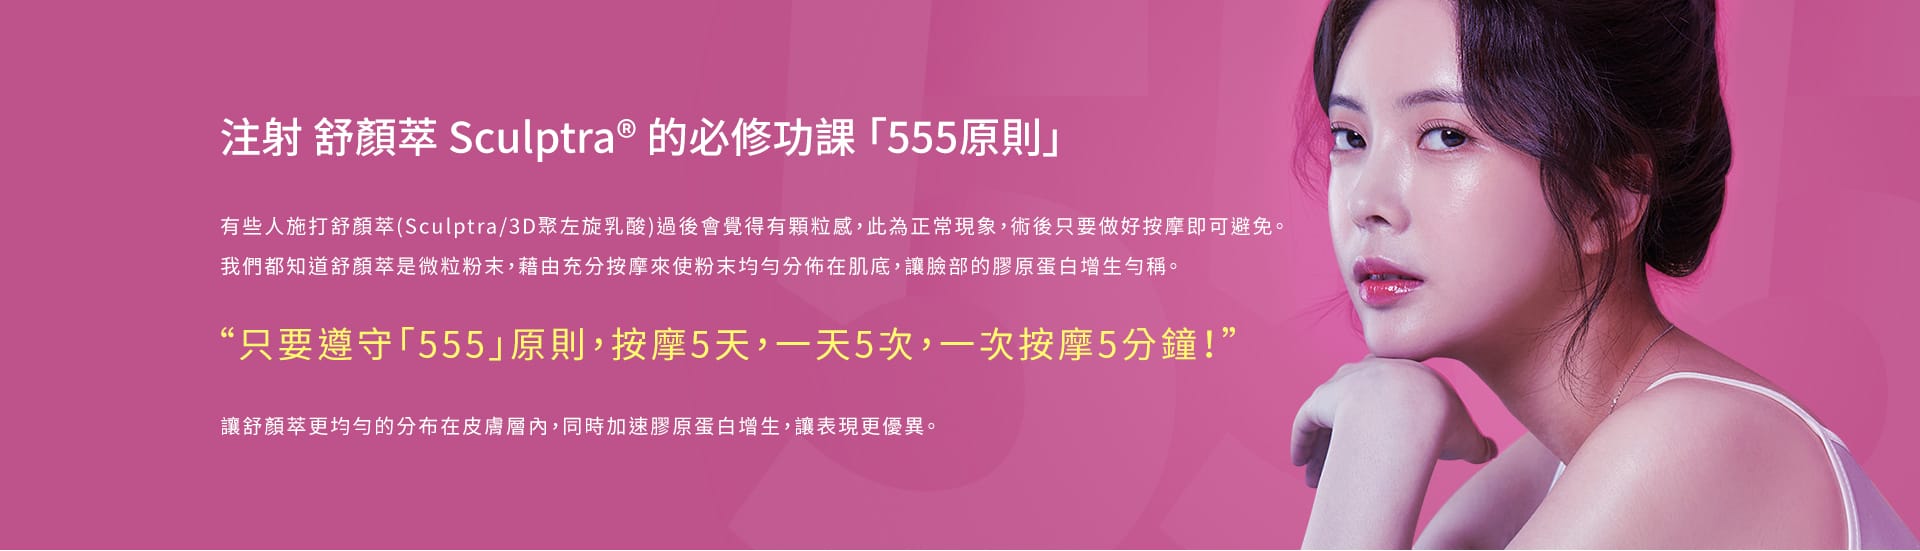 注射 舒顏萃 Sculptra® 的必修功課「555原則」
有些人施打舒顏萃(Sculptra/3D聚左旋乳酸)過後會覺得有顆粒感，此為正常現象，術後只要做好按摩即可避免。
我們都知道舒顏萃是微粒粉末，藉由充分按摩來使粉末均勻分佈在肌底，讓臉部的膠原蛋白增生勻稱。
“只要遵守「555」原則，按摩5天，一天5次，一次按摩5分鐘！”
讓舒顏萃更均勻的分布在皮膚層內，同時加速膠原蛋白增生，讓表現更優異。